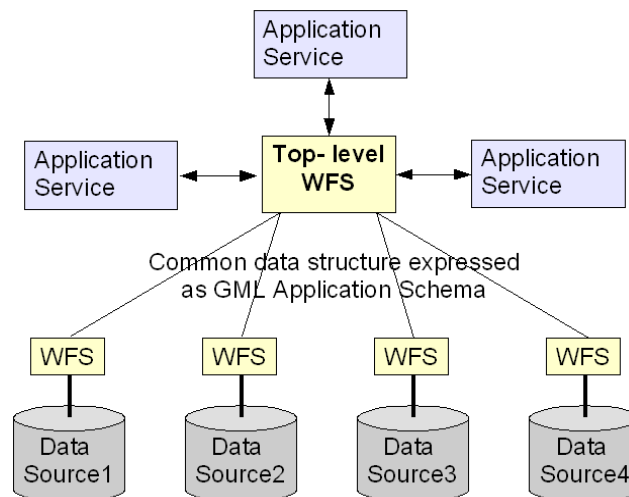 Application
Service
Application
Service
Top- level
WFS
Application
Service
Common data structure expressed
as GML Application Schema
WFS
WFS
WFS
WFS
Data
Source1
Data
Source2
Data
Source3
Data
Source4